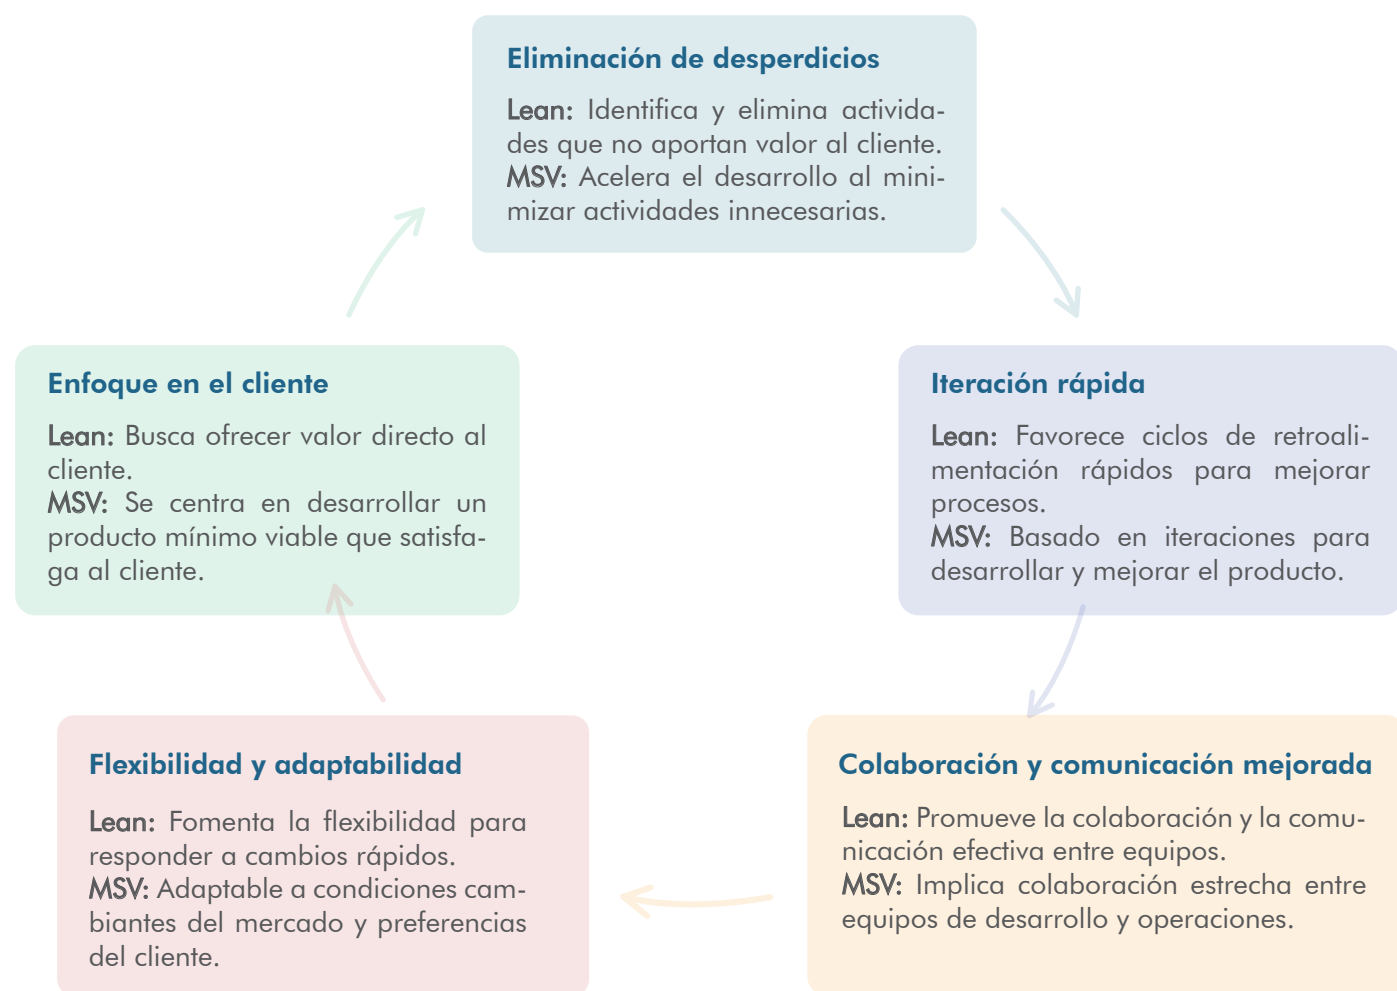 Eliminación de desperdicios
Lean: Identifica y elimina activida-
des que no aportan valor al cliente.
MSV: Acelera el desarrollo al mini-
mizar actividades innecesarias.
Iteración rápida
Lean: Favorece ciclos de retroali-
mentación rápidos para mejorar
procesos.
MSV: Basado en iteraciones para
desarrollar y mejorar el producto.
Colaboración y comunicación mejorada
Lean: Promueve la colaboración y la comu-
nicación efectiva entre equipos.
MSV: Implica colaboración estrecha entre
equipos de desarrollo y operaciones.
Flexibilidad y adaptabilidad
Lean: Fomenta la flexibilidad para
responder a cambios rápidos.
MSV: Adaptable a condiciones cam-
biantes del mercado y preferencias
del cliente.
Enfoque en el cliente
Lean: Busca ofrecer valor directo al
cliente.
MSV: Se centra en desarrollar un
producto mínimo viable que satisfa-
ga al cliente.